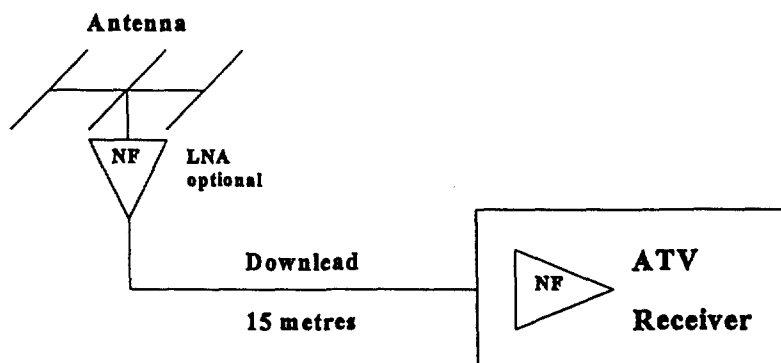 Antenna
NF
LNA
optional
Downlead
15 metres
NF
ATV
Receiver